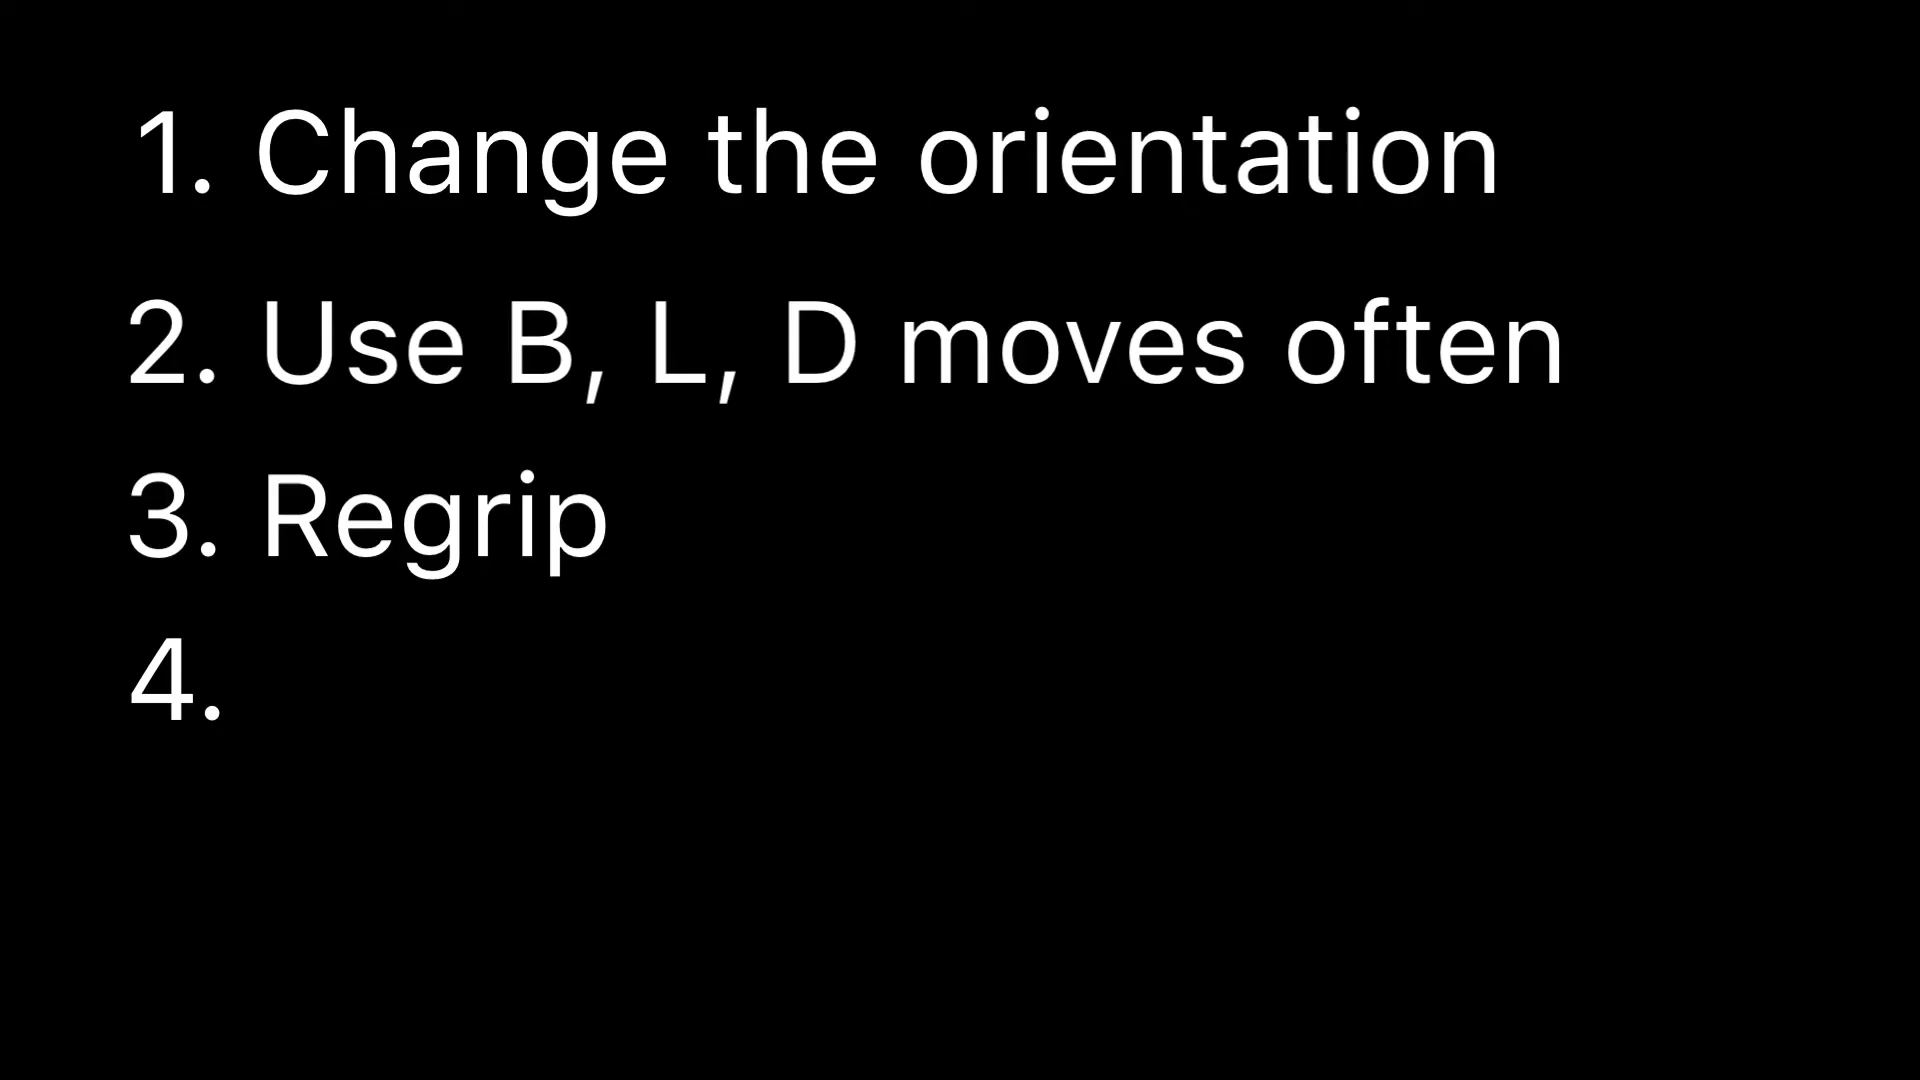 1. Change the orientation
2. Use B, L, D moves often
3. Regrip
4.